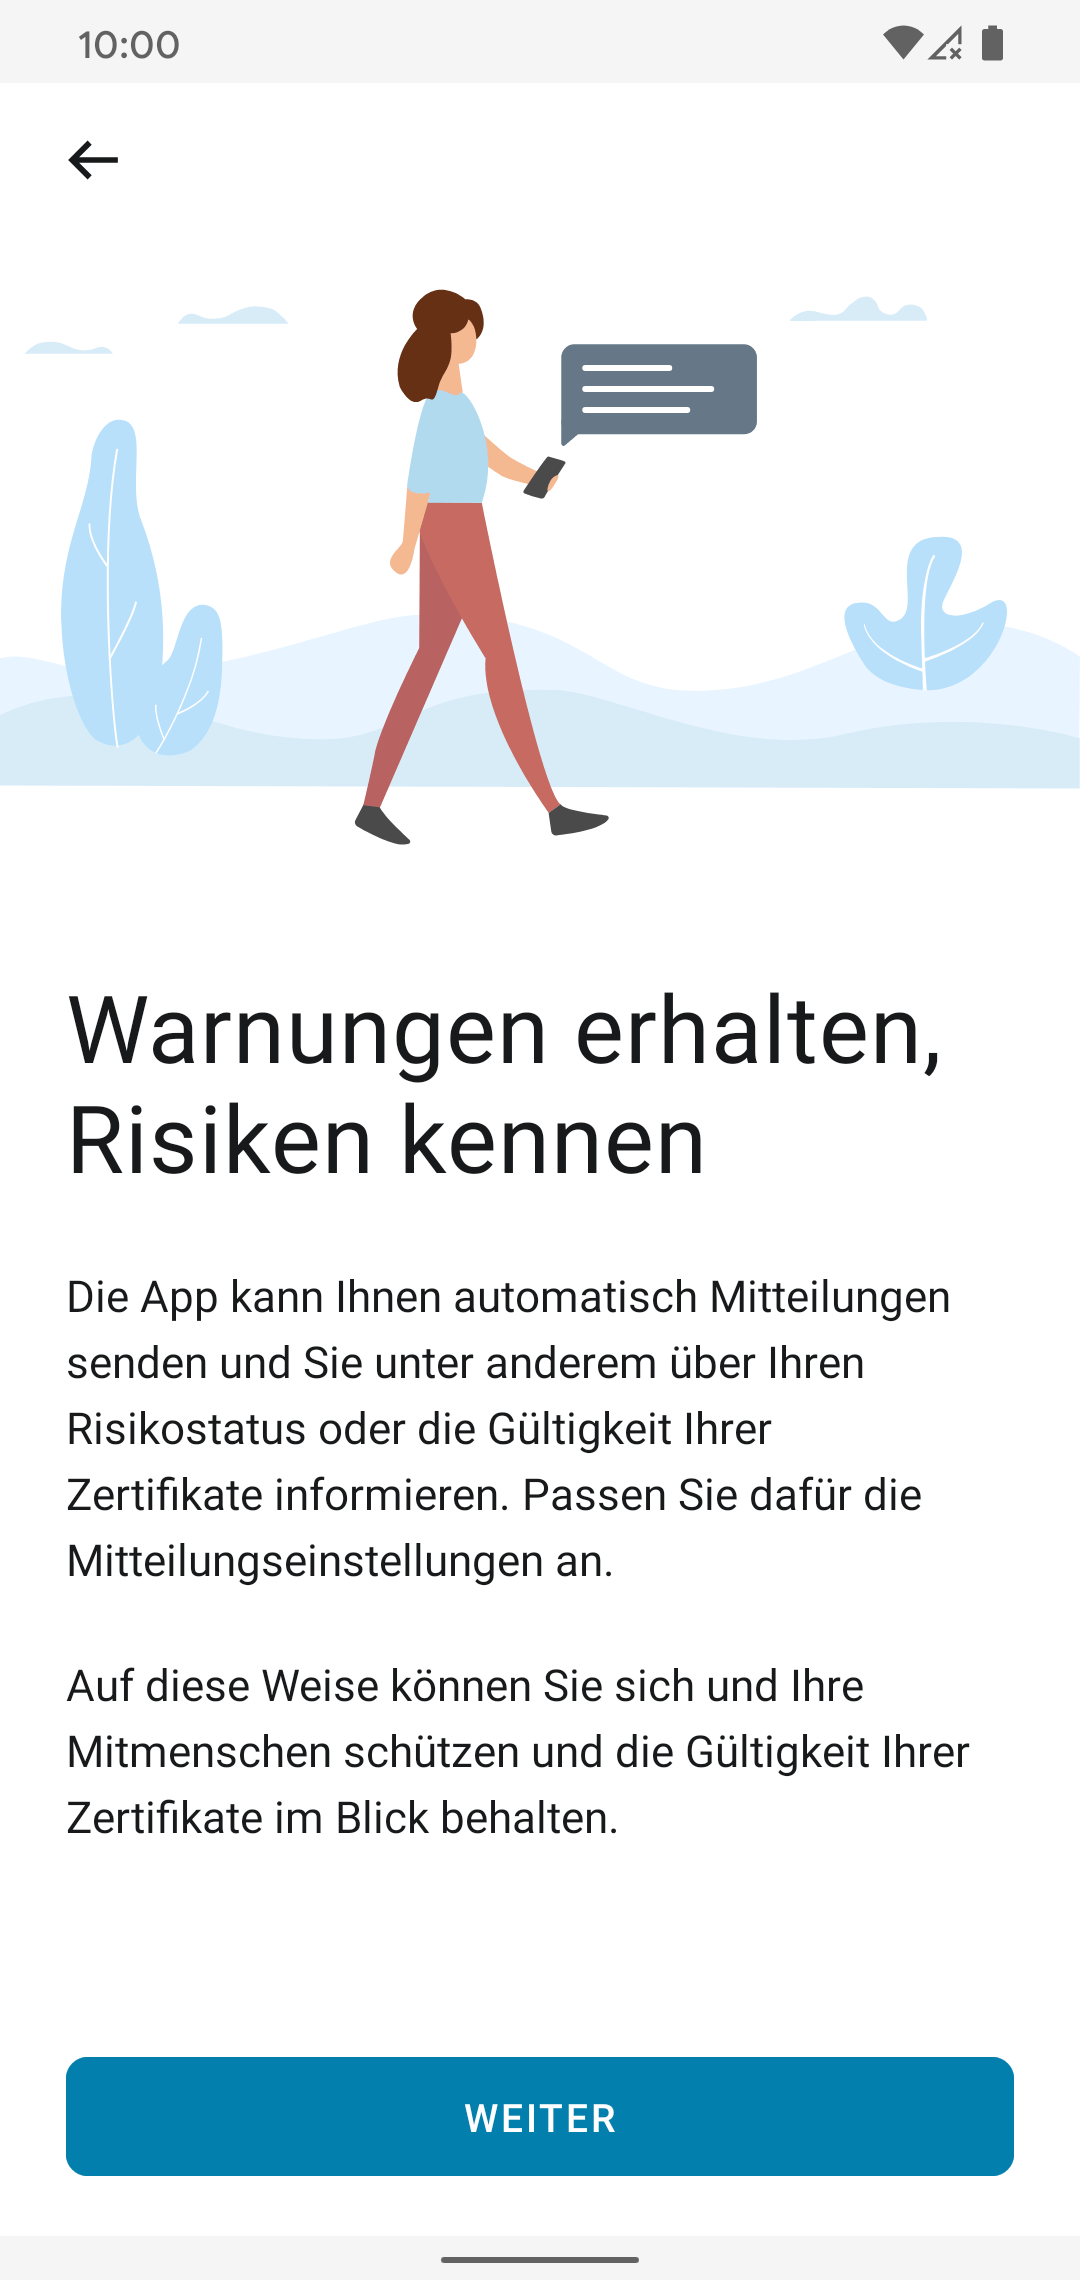 10:00
Warnungen erhalten,
Risiken kennen
Die App kann Ihnen automatisch Mitteilungen
senden und Sie unter anderem über Ihren
Risikostatus oder die Gültigkeit Ihrer
Zertifikate informieren. Passen Sie dafür die
Mitteilungseinstellungen an.
Auf diese Weise können Sie sich und Ihre
Mitmenschen schützen und die Gültigkeit Ihrer
Zertifikate im Blick behalten.
WEITER